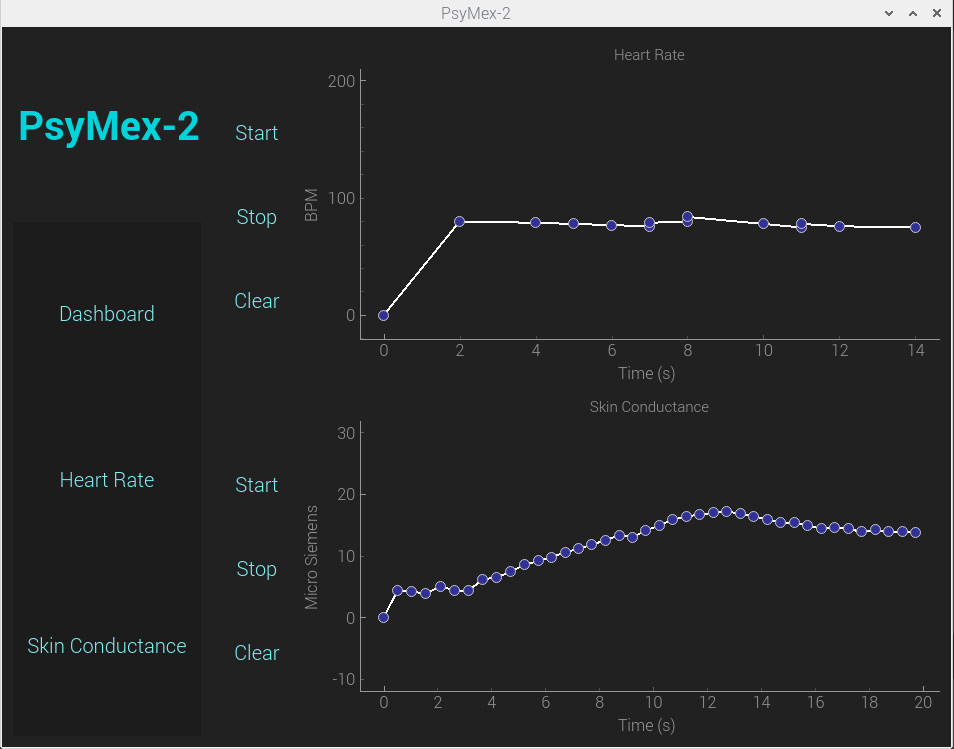 PsyMex-2
PsyMex-2
Dashboard
Heart Rate
Skin Conductance
Start
Stop
Clear
Heart Rate
200
100
0
BPM
0 2 4 6 8 10 12 14
Time (s)
Start
Stop
Clear
Skin Conductance
30
20
10
0
-10
Micro Siemens
0 2 4 6 8 10 12 14 16 18 20
Time (s)